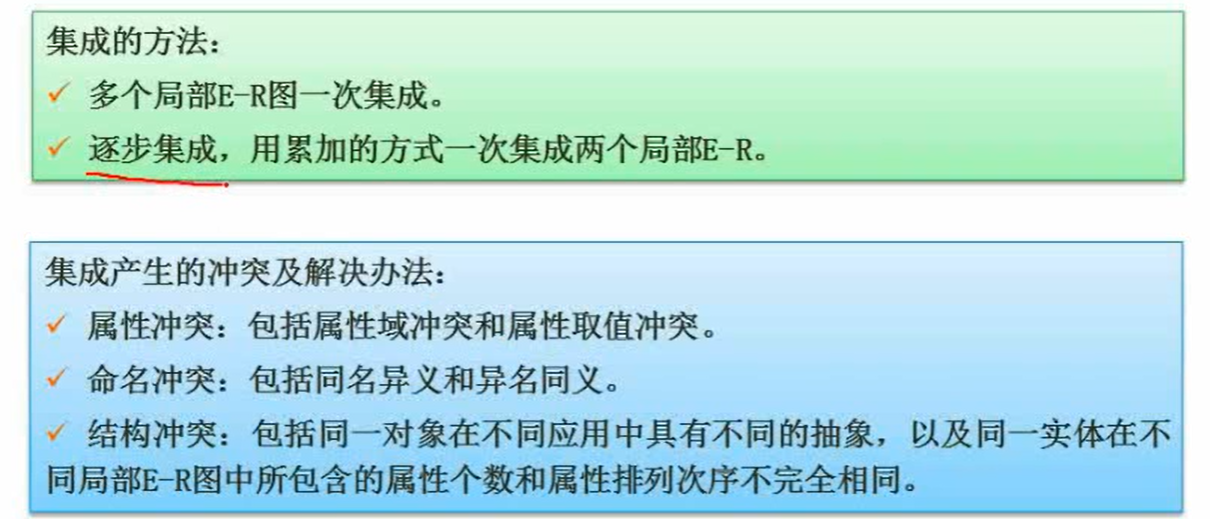 集成的方法：
✓ 多个局部E-R图一次集成。
✓ 逐步集成，用累加的方式一次集成两个局部E-R。
集成产生的冲突及解决办法：
✓ 属性冲突：包括属性域冲突和属性取值冲突。
✓ 命名冲突：包括同名异义和异名同义。
✓ 结构冲突：包括同一对象在不同应用中具有不同的抽象，以及同一实体在不
同局部E-R图中所包含的属性个数和属性排列次序不完全相同。